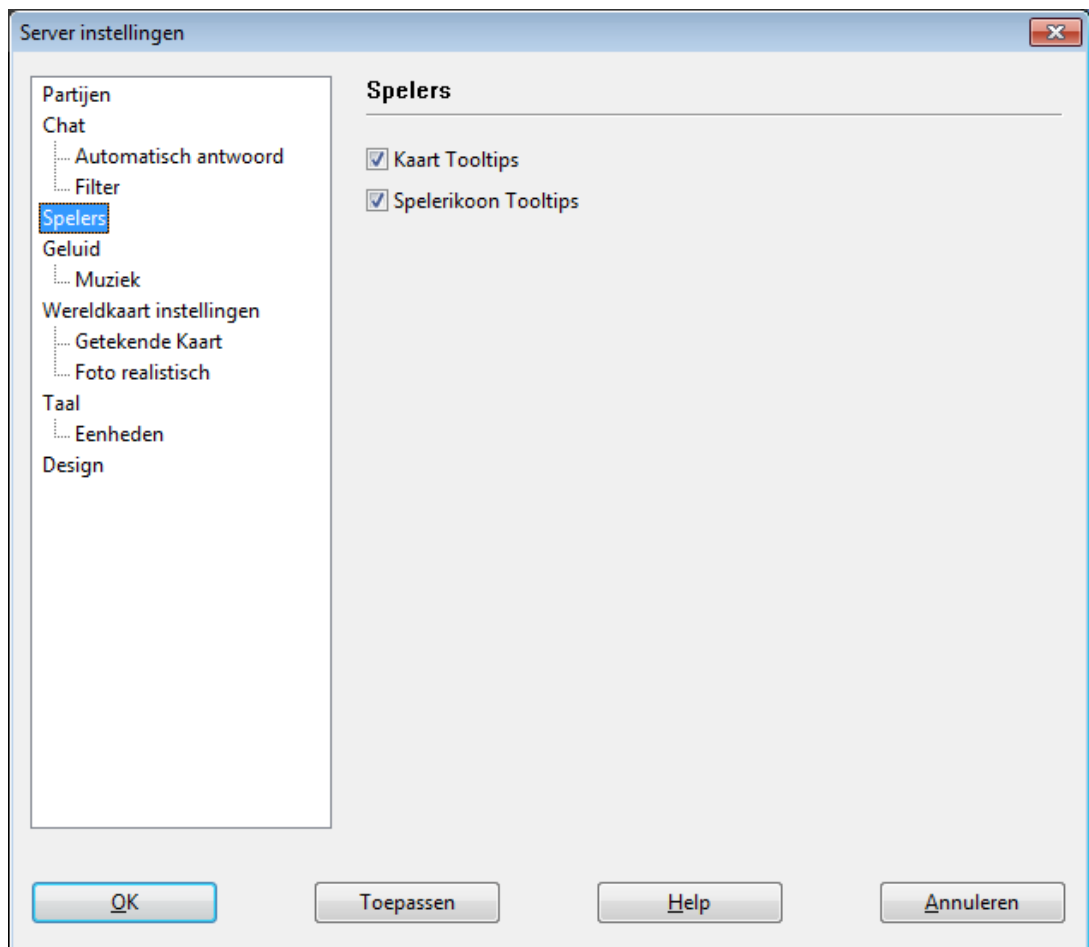 Server instellingen
Partijen
Chat
Automatisch antwoord
Filter
Spelers
Geluid
Muziek
Wereldkaart instellingen
Getekende Kaart
Foto realistisch
Taal
Eenheden
Design
Spelers
Kaart Tooltips
Spelerikoon Tooltips
OK
Toepassen
Help
Annuleren